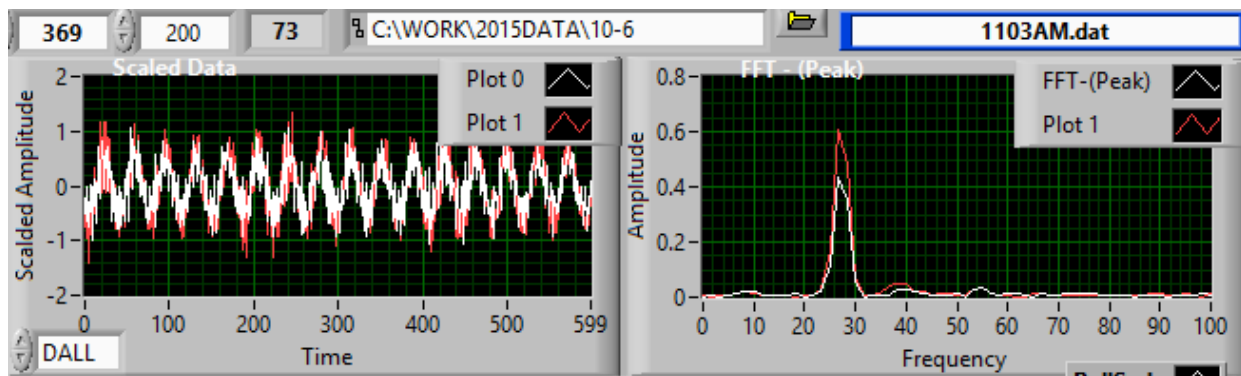 369 200 73 C:\WORK\2015DATA\10-6 1103AM.dat
Scaled Data
Plot 0
Plot 1
Scalded Amplitude
2
1
0
-1
-2
0 100 200 300 400 500 599
Time
DALL
FFT - (Peak)
FFT-(Peak)
Plot 1
Amplitude
0.8
0.6
0.4
0.2
0
0 10 20 30 40 50 60 70 80 90 100
Frequency